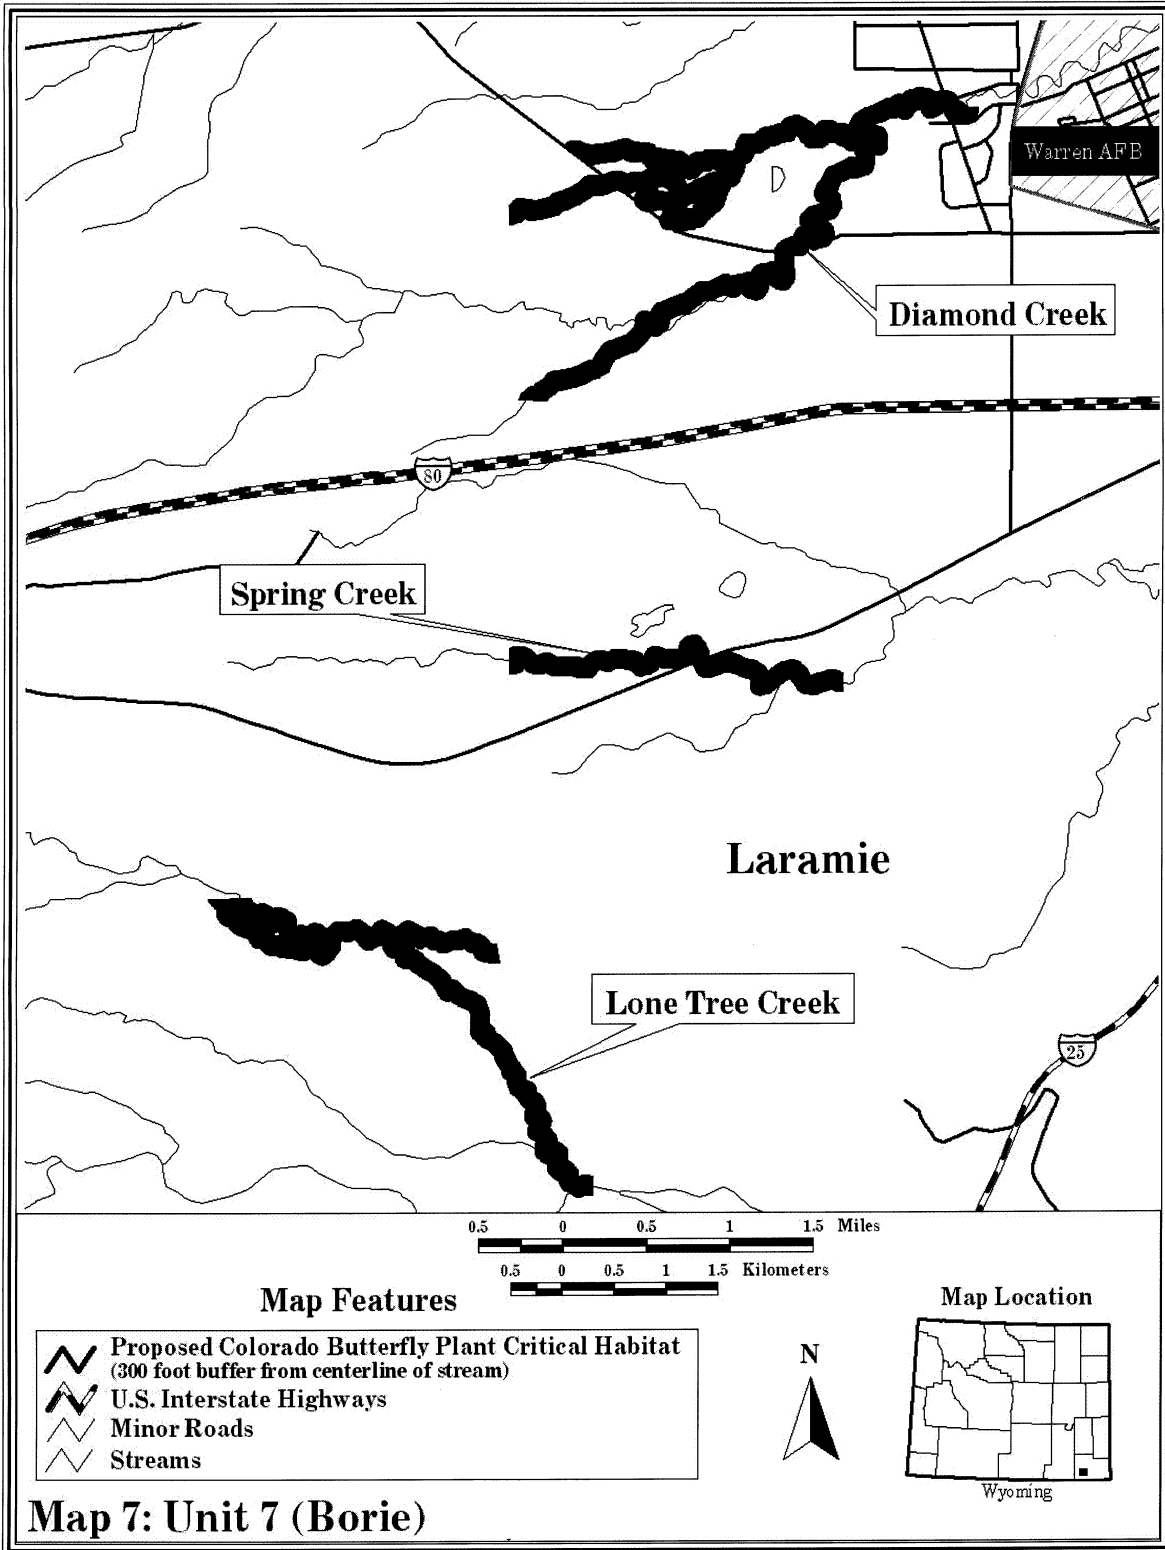 Warren AFB
Diamond Creek
80
Spring Creek
Laramie
Lone Tree Creek
25
0.5 0 0.5 1 1.5 Miles
0.5 0 0.5 1 1.5 Kilometers
Map Features
Proposed Colorado Butterfly Plant Critical Habitat
(300 foot buffer from centerline of stream)
U.S. Interstate Highways
Minor Roads
Streams
N
Map Location
Wyoming
Map 7: Unit 7 (Borie)